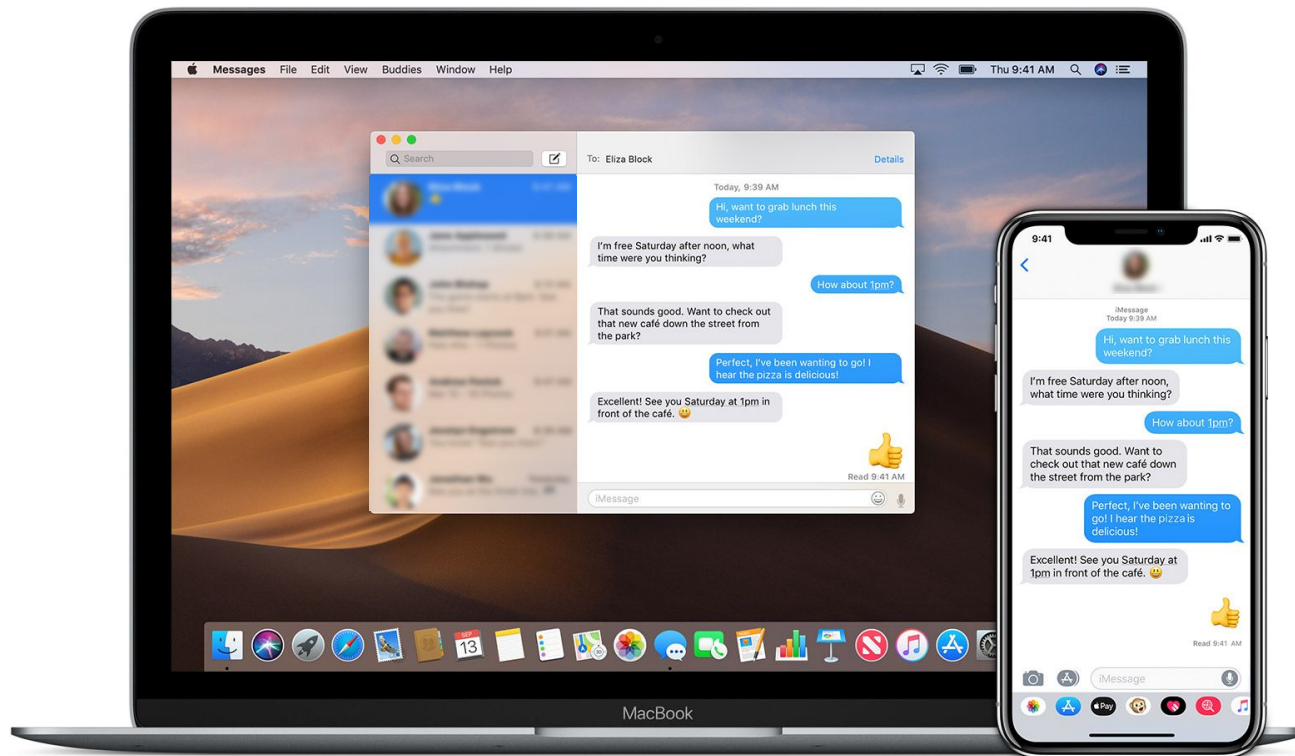 Messages File Edit View Buddies Window Help
Thu 9:41 AM
Search
To: Eliza Block
Details
Today, 9:39 AM
Hi, want to grab lunch this
weekend?
I'm free Saturday after noon, what
time were you thinking?
How about 1pm?
That sounds good. Want to check out
that new café down the street from
the park?
Perfect, I've been wanting to go! I
hear the pizza is delicious!
Excellent! See you Saturday at 1pm in
front of the café. 😃
Read 9:41 AM
iMessage
SEP
13
MacBook
9:41
iMessage
Today 9:39 AM
Hi, want to grab lunch this
weekend?
I'm free Saturday after noon,
what time were you thinking?
How about 1pm?
That sounds good. Want to
check out that new café down
the street from the park?
Perfect, I've been wanting to
go! I hear the pizza is
delicious!
Excellent! See you Saturday at
1pm in front of the café. 😃
Read 9:41 AM
iMessage
Pay